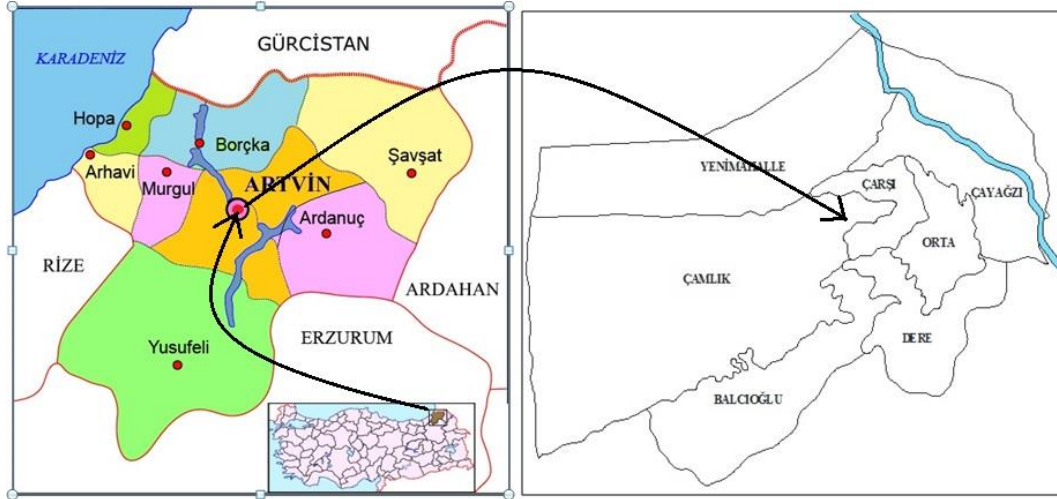 GÜRCİSTAN
KARADENİZ
Hopa
Borçka
Arhavi
Murgul
Şavşat
ARTVİN
Ardanuç
RİZE
ARDAHAN
ERZURUM
Yusufeli
YENİMAHALLE
ÇARŞI
ÇAYAĞZI
ORTA
ÇAMLIK
DERE
BALCIOĞLU